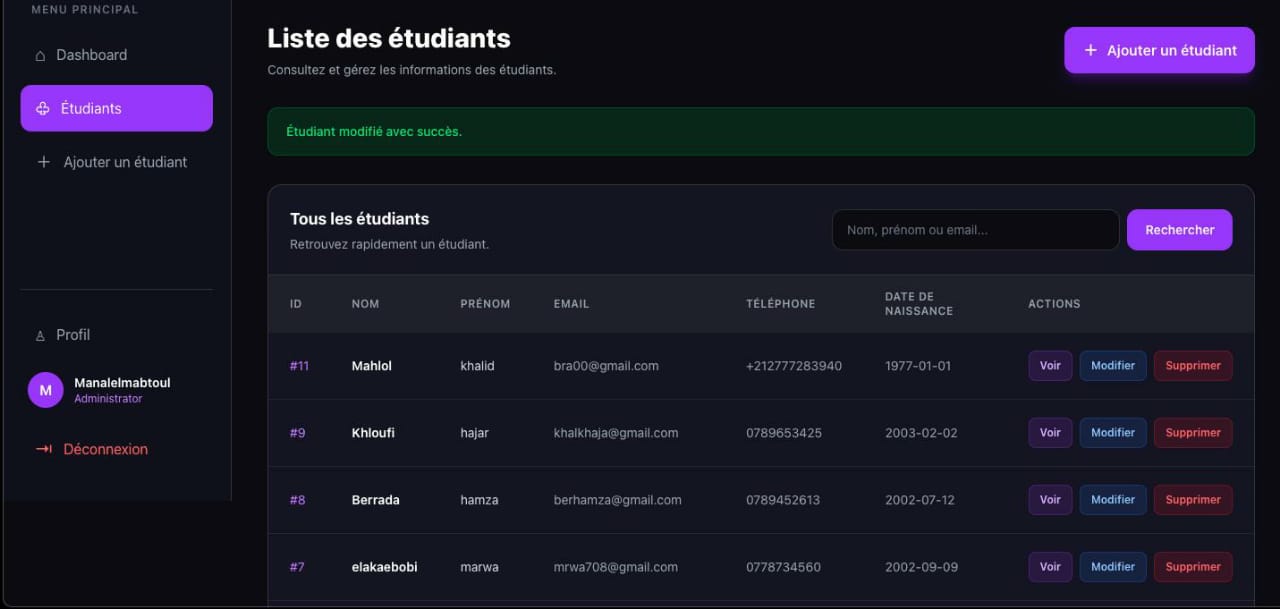 MENU PRINCIPAL
Dashboard
Étudiants
Ajouter un étudiant
Profil
M
Manalelmabtoul
Administrator
Déconnexion
Liste des étudiants
Consultez et gérez les informations des étudiants.
+ Ajouter un étudiant
Étudiant modifié avec succès.
Tous les étudiants
Retrouvez rapidement un étudiant.
Nom, prénom ou email...
Rechercher
ID NOM PRÉNOM EMAIL TÉLÉPHONE DATE DE NAISSANCE ACTIONS
#11 Mahlol khalid bra00@gmail.com +212777283940 1977-01-01 Voir Modifier Supprimer
#9 Khloufi hajar khalkhaja@gmail.com 0789653425 2003-02-02 Voir Modifier Supprimer
#8 Berrada hamza berhamza@gmail.com 0789452613 2002-07-12 Voir Modifier Supprimer
#7 elakaebobi marwa mrwa708@gmail.com 0778734560 2002-09-09 Voir Modifier Supprimer